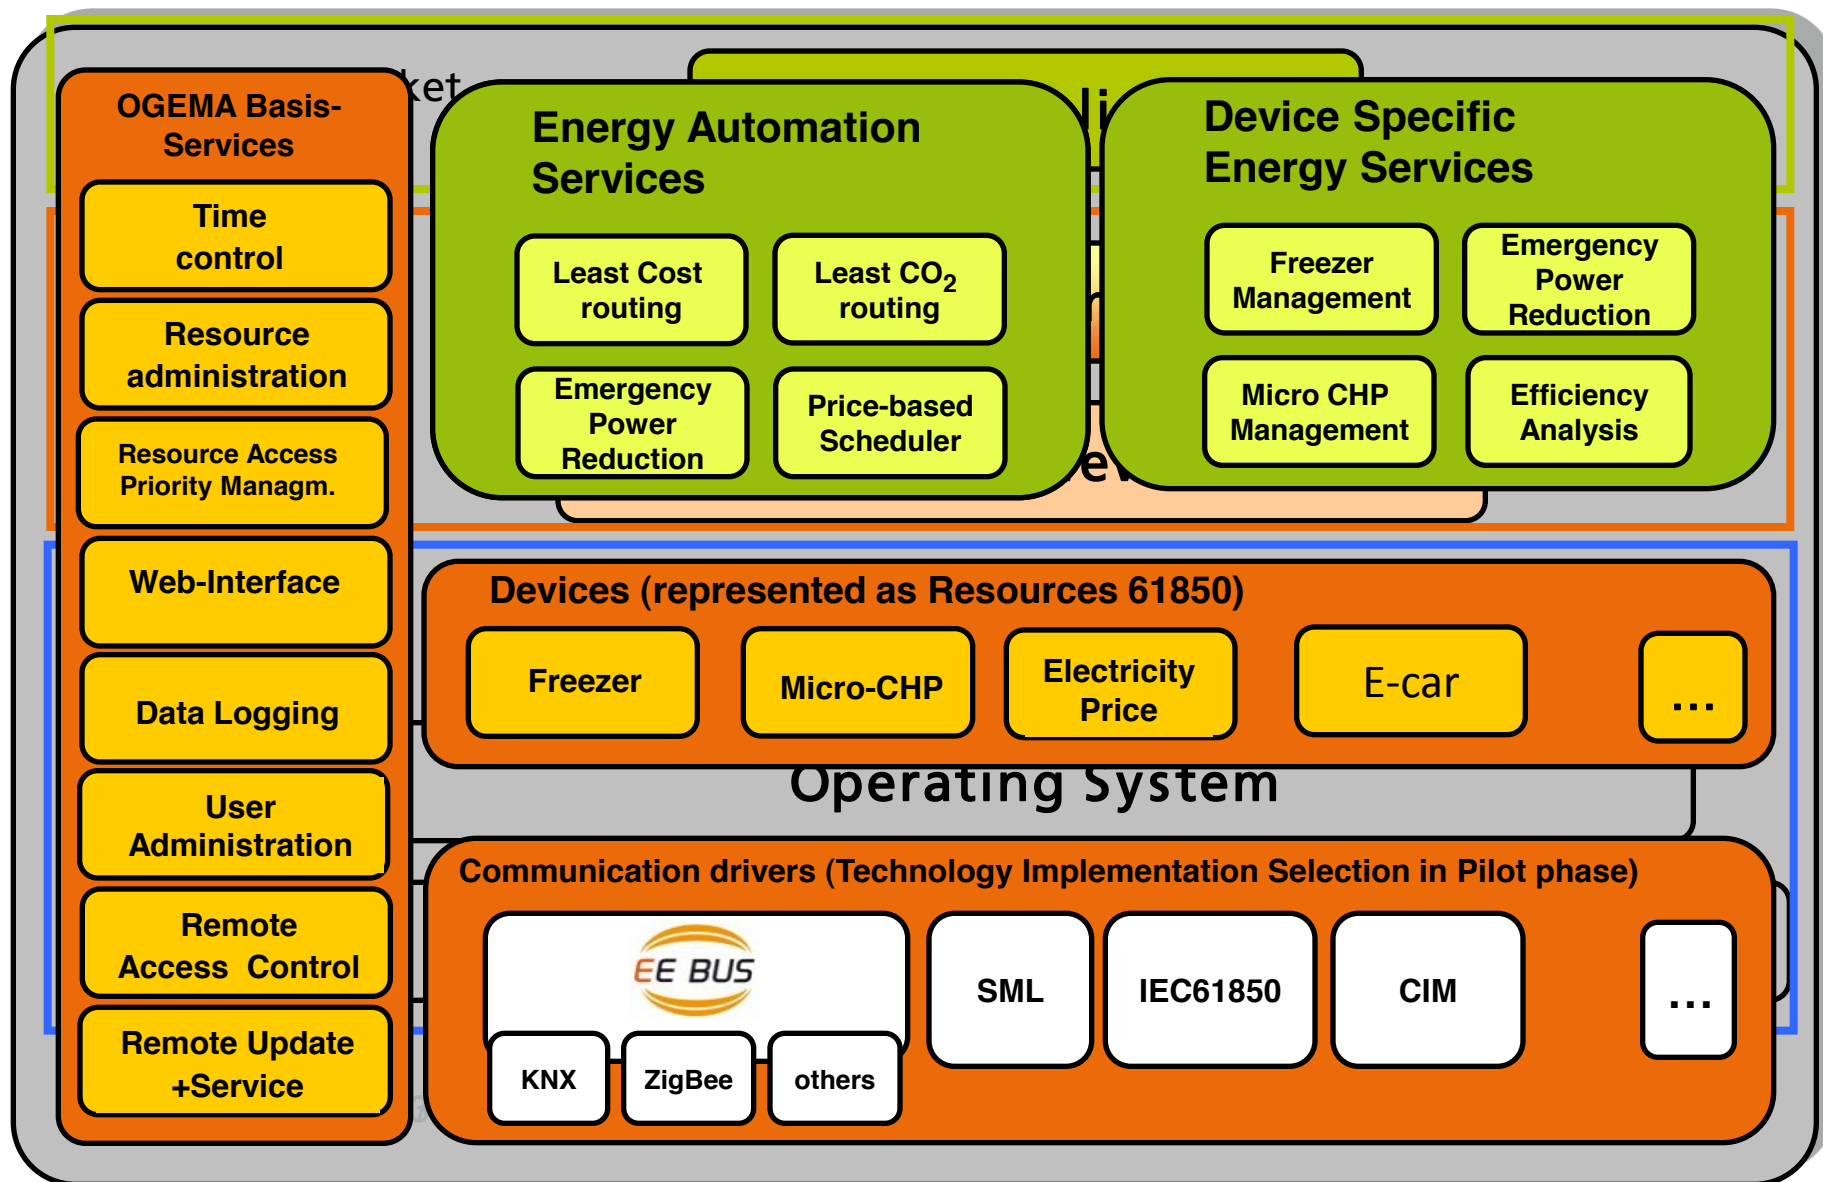 OGEMA Basis-
Services
Time
control
Resource
administration
Resource Access
Priority Managm.
Web-Interface
Data Logging
User
Administration
Remote
Access Control
Remote Update
+Service
Energy Automation
Services
Least Cost
routing
Least CO2
routing
Emergency
Power
Reduction
Price-based
Scheduler
Device Specific
Energy Services
Freezer
Management
Emergency
Power
Reduction
Micro CHP
Management
Efficiency
Analysis
Devices (represented as Resources 61850)
Freezer
Micro-CHP
Electricity
Price
E-car
...
Operating System
Communication drivers (Technology Implementation Selection in Pilot phase)
EE BUS
KNX
ZigBee
others
SML
IEC61850
CIM
...